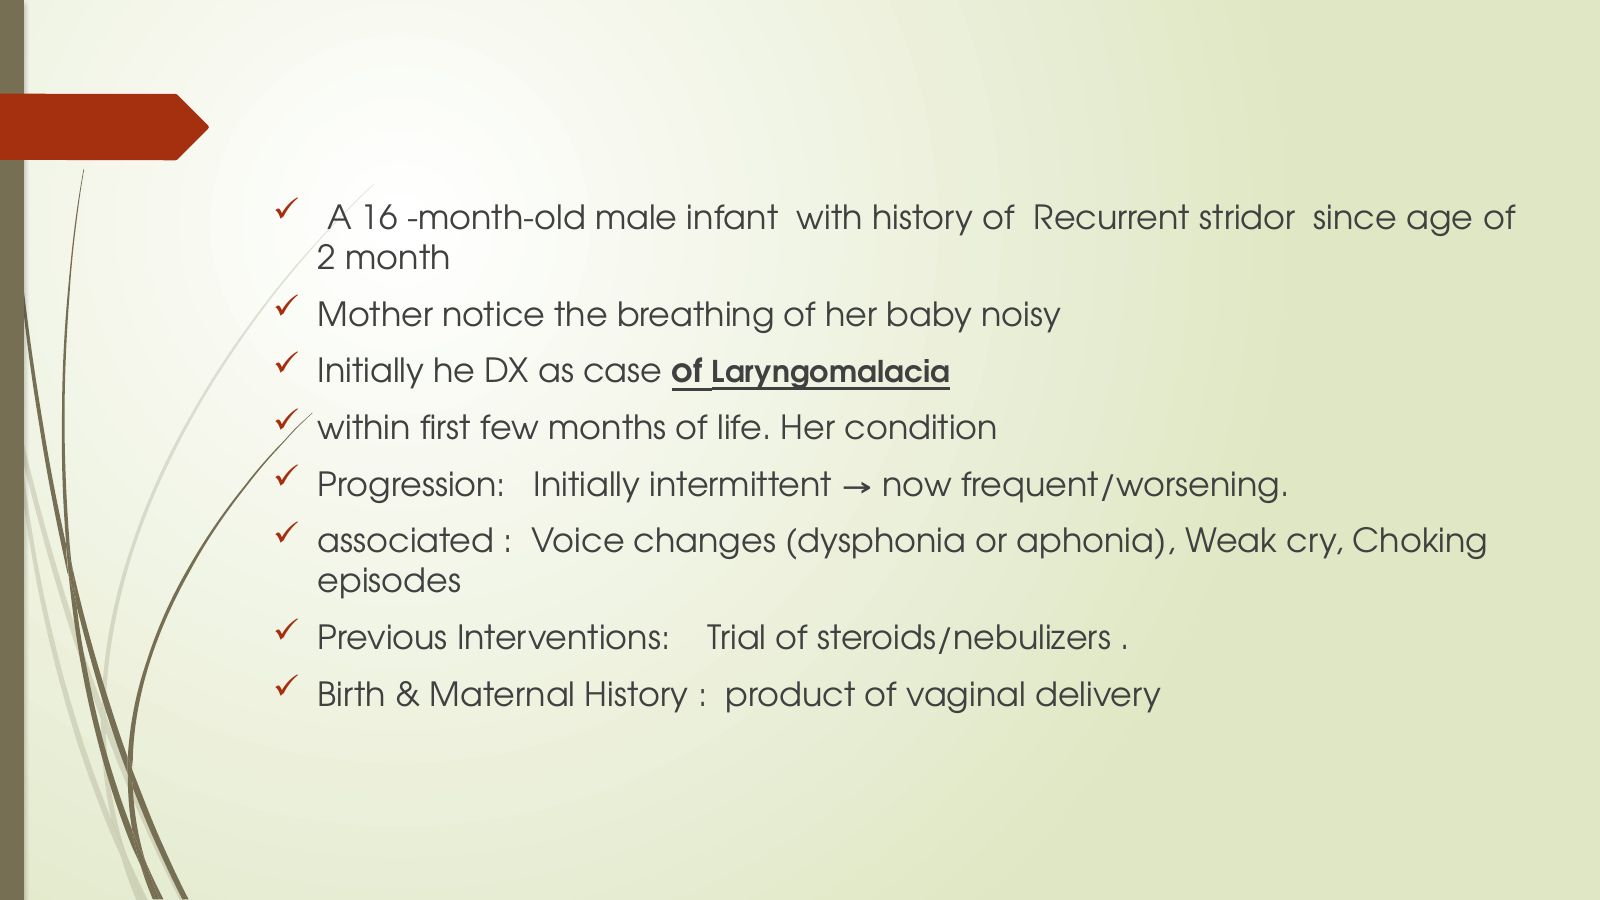 ✓ A 16 -month-old male infant with history of Recurrent stridor since age of
2 month
✓ Mother notice the breathing of her baby noisy
✓ Initially he DX as case of Laryngomalacia
✓ within first few months of life. Her condition
✓ Progression: Initially intermittent → now frequent/worsening.
✓ associated : Voice changes (dysphonia or aphonia), Weak cry, Choking
episodes
✓ Previous Interventions: Trial of steroids/nebulizers .
✓ Birth & Maternal History : product of vaginal delivery